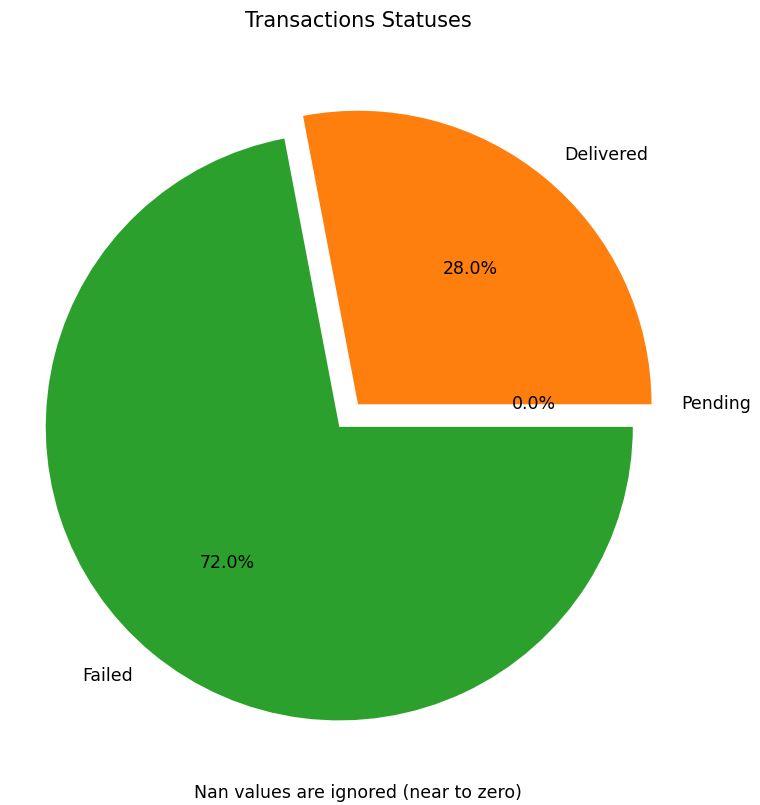 Transactions Statuses
Delivered
28.0%
0.0%
Pending
72.0%
Failed
Nan values are ignored (near to zero)